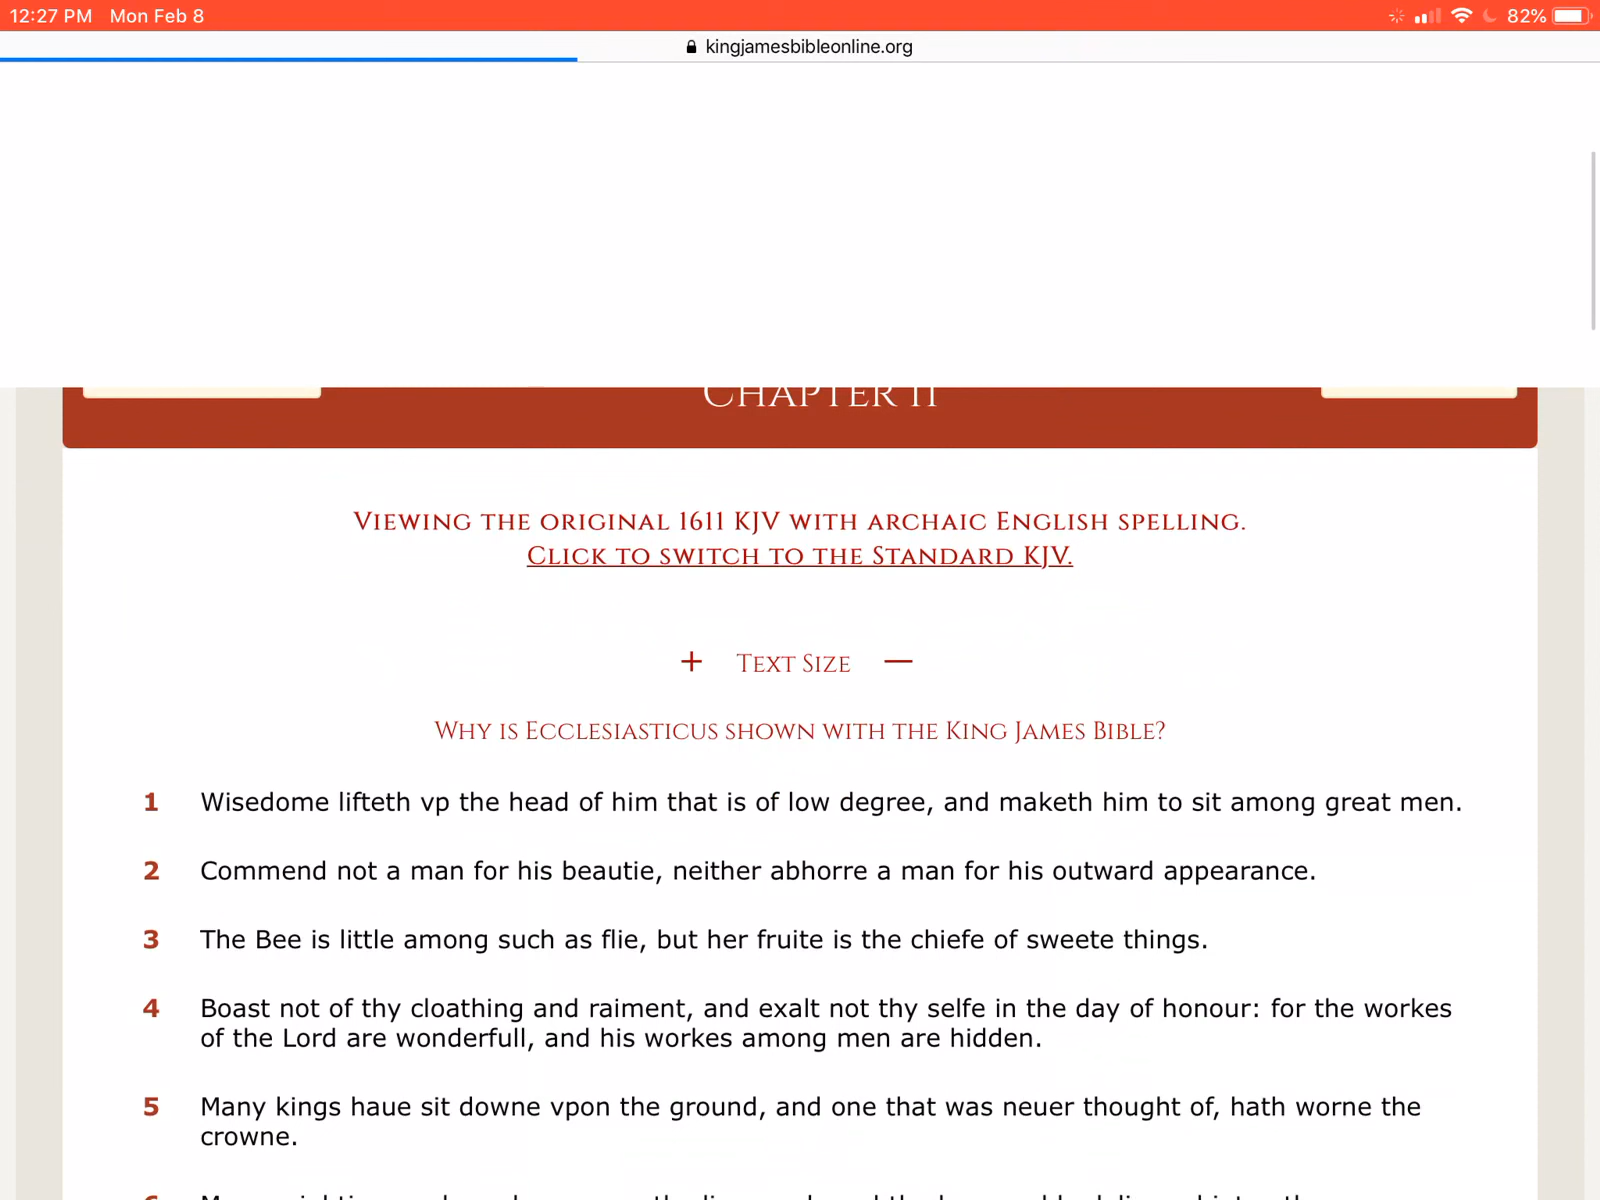 12:27 PM Mon Feb 8 82%
kingjamesbibleonline.org
Chapter 11
Viewing the original 1611 KJV with archaic English spelling.
Click to switch to the Standard KJV.
+ Text Size —
Why is Ecclesiasticus shown with the King James Bible?
1 Wisedome lifteth vp the head of him that is of low degree, and maketh him to sit among great men.
2 Commend not a man for his beautie, neither abhorre a man for his outward appearance.
3 The Bee is little among such as flie, but her fruite is the chiefe of sweete things.
4 Boast not of thy cloathing and raiment, and exalt not thy selfe in the day of honour: for the workes
of the Lord are wonderfull, and his workes among men are hidden.
5 Many kings haue sit downe vpon the ground, and one that was neuer thought of, hath worne the
crowne.